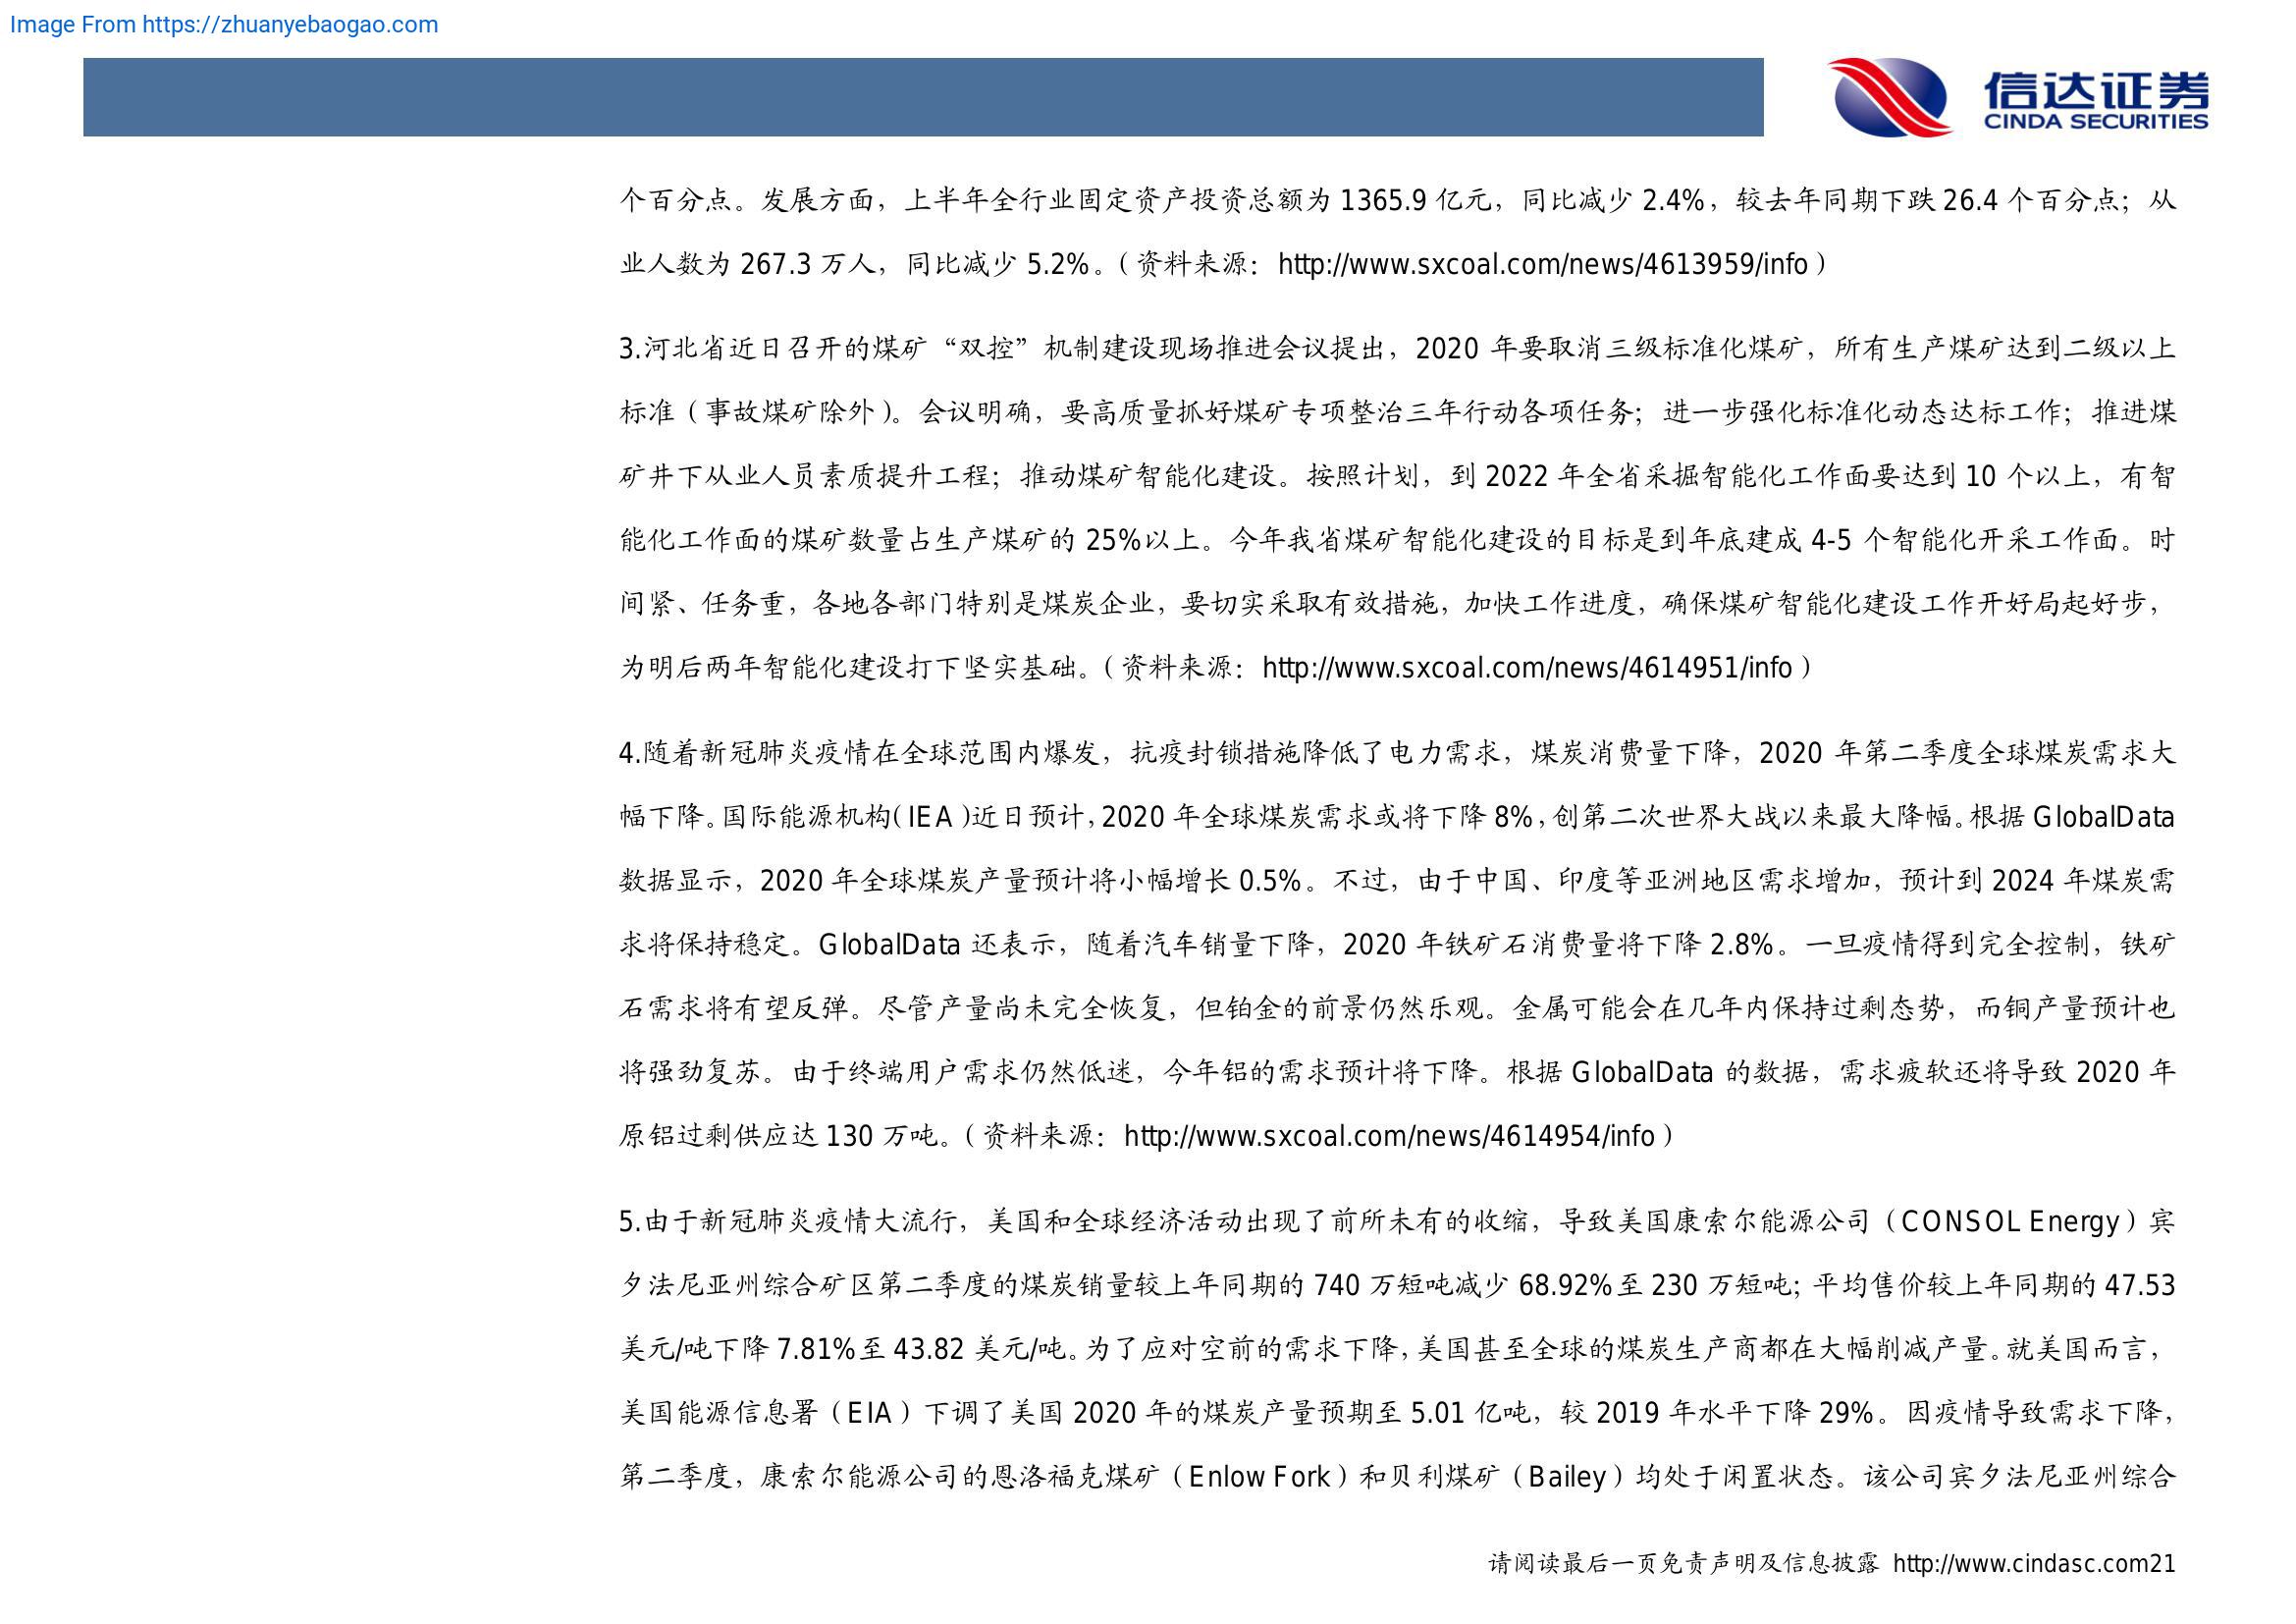 Image From https://zhuanyebaogao.com
信达证券
CINDA SECURITIES
个百分点。发展方面，上半年全行业固定资产投资总额为 1365.9 亿元，同比减少 2.4%，较去年同期下跌 26.4 个百分点；从
业人数为 267.3 万人，同比减少 5.2%。（资料来源：http://www.sxcoal.com/news/4613959/info）
3.河北省近日召开的煤矿“双控”机制建设现场推进会议提出，2020 年要取消三级标准化煤矿，所有生产煤矿达到二级以上
标准（事故煤矿除外）。会议明确，要高质量抓好煤矿专项整治三年行动各项任务；进一步强化标准化动态达标工作；推进煤
矿井下从业人员素质提升工程；推动煤矿智能化建设。按照计划，到 2022 年全省采掘智能化工作面要达到 10 个以上，有智
能化工作面的煤矿数量占生产煤矿的 25%以上。今年我省煤矿智能化建设的目标是到年底建成 4-5 个智能化开采工作面。时
间紧、任务重，各地各部门特别是煤炭企业，要切实采取有效措施，加快工作进度，确保煤矿智能化建设工作开好局起好步，
为明后两年智能化建设打下坚实基础。（资料来源：http://www.sxcoal.com/news/4614951/info）
4.随着新冠肺炎疫情在全球范围内爆发，抗疫封锁措施降低了电力需求，煤炭消费量下降，2020 年第二季度全球煤炭需求大
幅下降。国际能源机构(IEA)近日预计，2020 年全球煤炭需求或将下降 8%，创第二次世界大战以来最大降幅。根据 GlobalData
数据显示，2020 年全球煤炭产量预计将小幅增长 0.5%。不过，由于中国、印度等亚洲地区需求增加，预计到 2024 年煤炭需
求将保持稳定。GlobalData 还表示，随着汽车销量下降，2020 年铁矿石消费量将下降 2.8%。一旦疫情得到完全控制，铁矿
石需求将有望反弹。尽管产量尚未完全恢复，但铂金的前景仍然乐观。金属可能会在几年内保持过剩态势，而铜产量预计也
将强劲复苏。由于终端用户需求仍然低迷，今年铝的需求预计将下降。根据 GlobalData 的数据，需求疲软还将导致 2020 年
原铝过剩供应达 130 万吨。（资料来源：http://www.sxcoal.com/news/4614954/info）
5.由于新冠肺炎疫情大流行，美国和全球经济活动出现了前所未有的收缩，导致美国康索尔能源公司（CONSOL Energy）宾
夕法尼亚州综合矿区第二季度的煤炭销量较上年同期的 740 万短吨减少 68.92%至 230 万短吨；平均售价较上年同期的 47.53
美元/吨下降 7.81%至 43.82 美元/吨。为了应对空前的需求下降，美国甚至全球的煤炭生产商都在大幅削减产量。就美国而言，
美国能源信息署（EIA）下调了美国 2020 年的煤炭产量预期至 5.01 亿吨，较 2019 年水平下降 29%。因疫情导致需求下降，
第二季度，康索尔能源公司的恩洛福克煤矿（Enlow Fork）和贝利煤矿（Bailey）均处于闲置状态。该公司宾夕法尼亚州综合
请阅读最后一页免责声明及信息披露 http://www.cindasc.com21